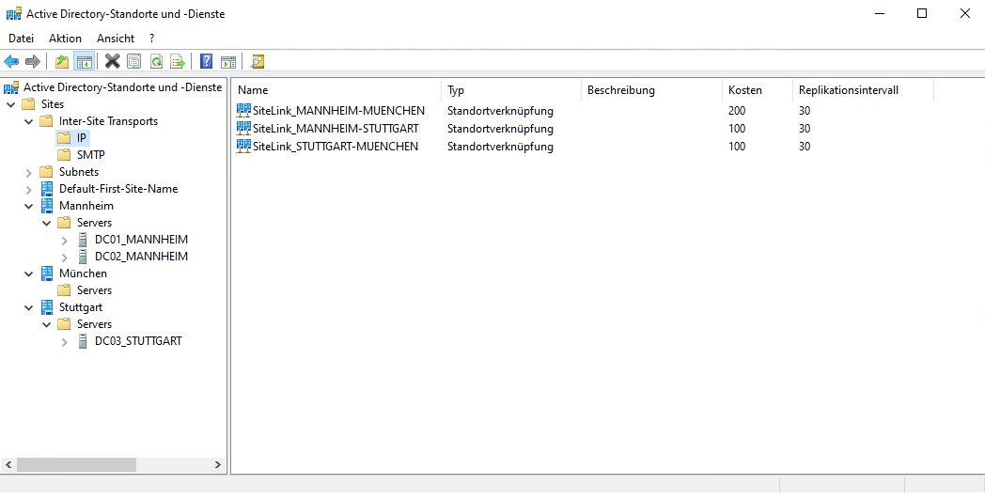 Active Directory-Standorte und -Dienste
Datei Aktion Ansicht ?
Active Directory-Standorte und -Dienste
Sites
Inter-Site Transports
IP
SMTP
Subnets
Default-First-Site-Name
Mannheim
Servers
DC01_MANNHEIM
DC02_MANNHEIM
München
Servers
Stuttgart
Servers
DC03_STUTTGART
Name Typ Beschreibung Kosten Replikationsintervall
SiteLink_MANNHEIM-MUENCHEN Standortverknüpfung 200 30
SiteLink_MANNHEIM-STUTTGART Standortverknüpfung 100 30
SiteLink_STUTTGART-MUENCHEN Standortverknüpfung 100 30